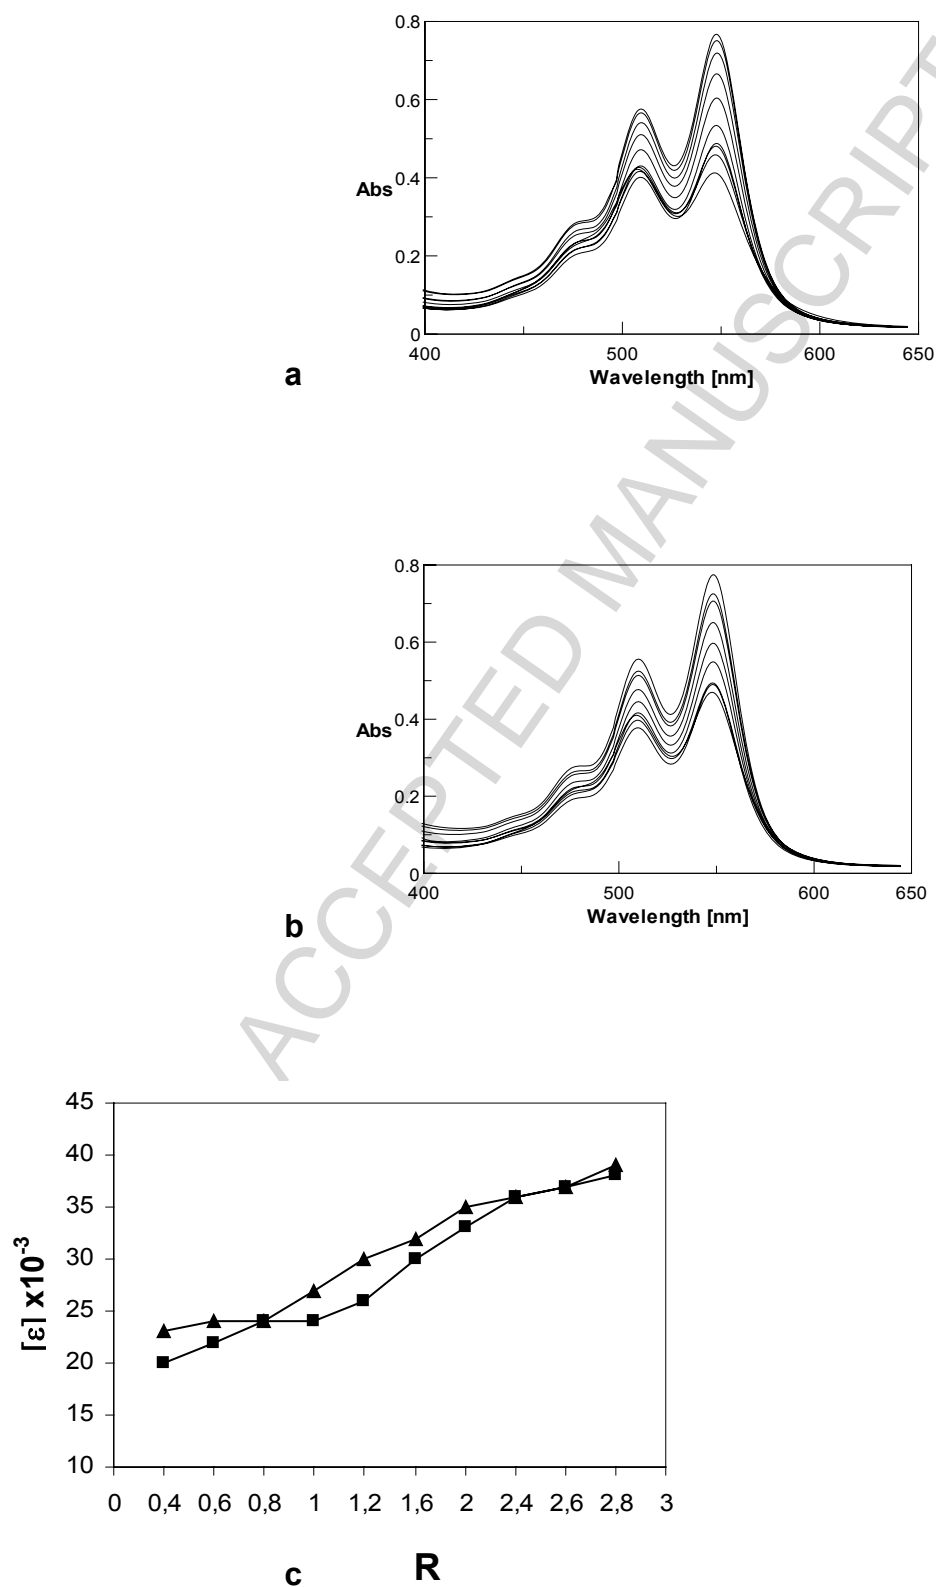 0.8
0.6
Abs
0.4
0.2
0
400
500
600
650
Wavelength [nm]
a
0.8
0.6
Abs
0.4
0.2
0
400
500
600
650
Wavelength [nm]
b
ACCEPTED MANUSCRIPT
45
40
35
30
25
20
15
10
[ε] x10-3
0 0,4 0,6 0,8 1 1,2 1,6 2 2,4 2,6 2,8 3
c R